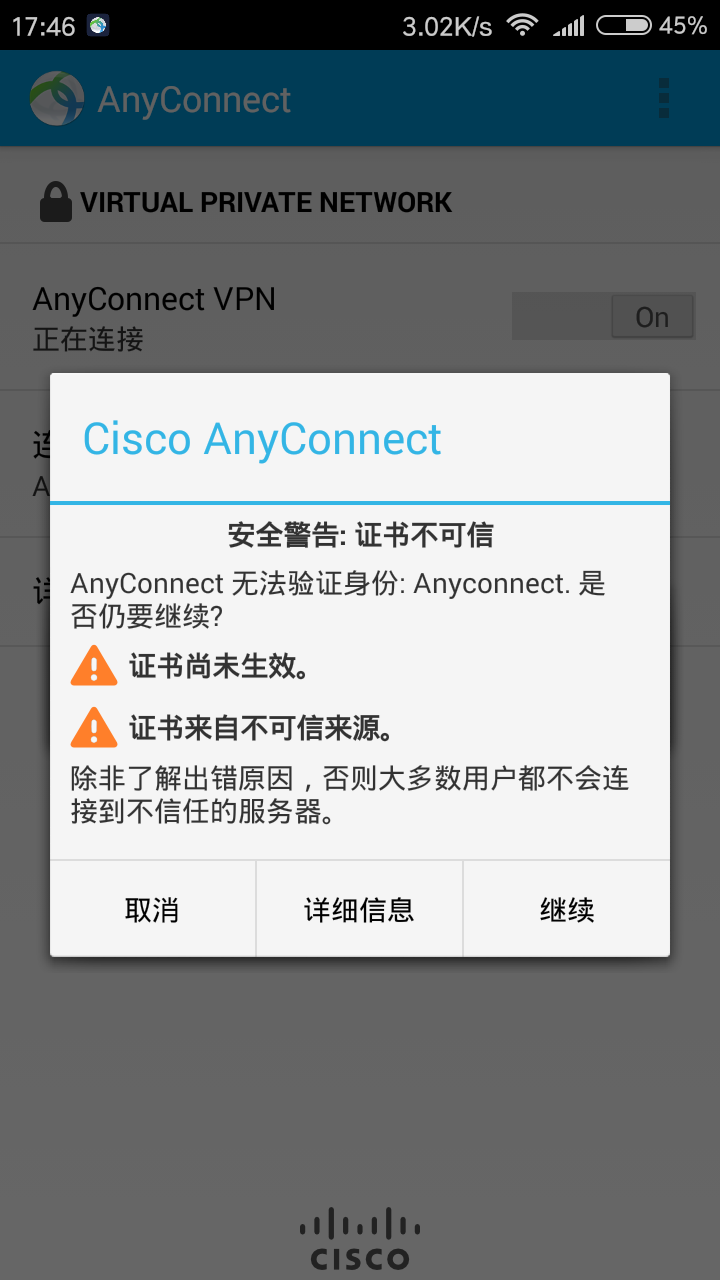 17:46 3.02K/s 45%
AnyConnect
VIRTUAL PRIVATE NETWORK
AnyConnect VPN
正在连接
On
连
A
详
Cisco AnyConnect
安全警告: 证书不可信
AnyConnect 无法验证身份: Anyconnect. 是
否仍要继续?
证书尚未生效。
证书来自不可信来源。
除非了解出错原因，否则大多数用户都不会连
接到不信任的服务器。
取消 详细信息 继续
CISCO